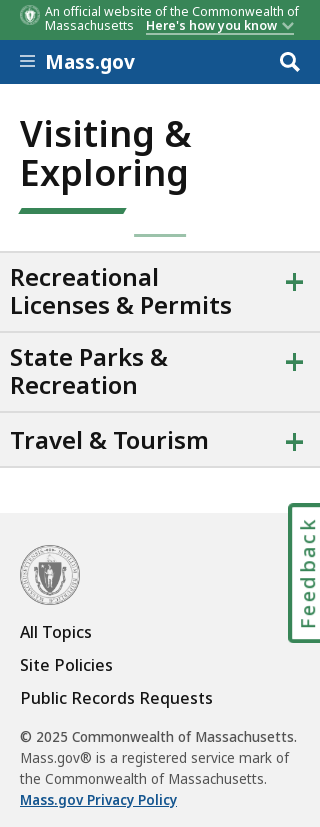 An official website of the Commonwealth of
Massachusetts Here's how you know
Mass.gov
Visiting &
Exploring
Recreational
Licenses & Permits
State Parks &
Recreation
Travel & Tourism
Feedback
All Topics
Site Policies
Public Records Requests
© 2025 Commonwealth of Massachusetts.
Mass.gov® is a registered service mark of
the Commonwealth of Massachusetts.
Mass.gov Privacy Policy